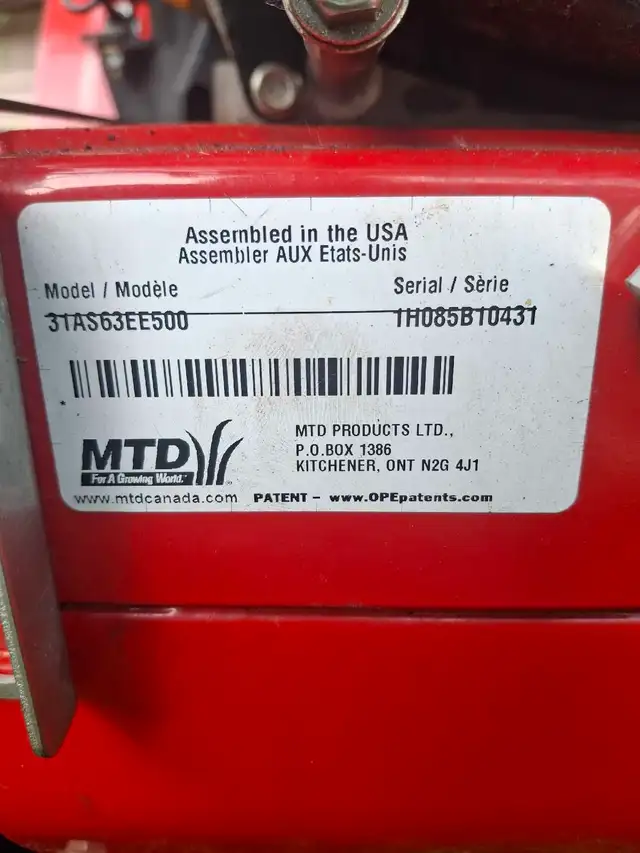 Assembled in the USA
Assembler AUX Etats-Unis
Model / Modèle
Serial / Sèrie
31AS63EE500
1H085B10431
MTD
For A Growing World.
MTD PRODUCTS LTD.,
P.O.BOX 1386
KITCHENER, ONT N2G 4J1
www.mtdcanada.com PATENT - www.OPEpatents.com